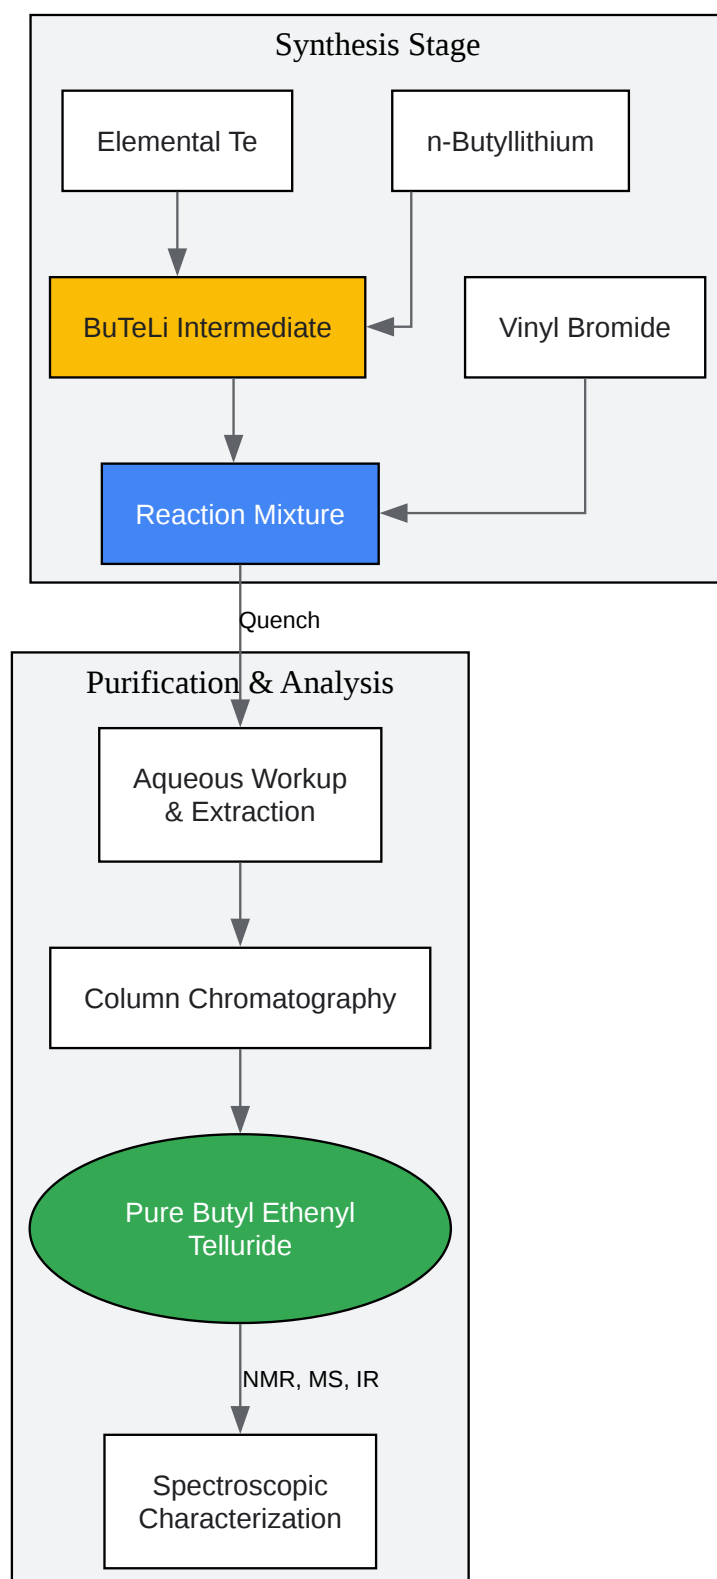 Synthesis Stage
Elemental Te
n-Butyllithium
BuTeLi Intermediate
Vinyl Bromide
Reaction Mixture
Quench
Purification & Analysis
Aqueous Workup
& Extraction
Column Chromatography
Pure Butyl Ethenyl
Telluride
NMR, MS, IR
Spectroscopic
Characterization